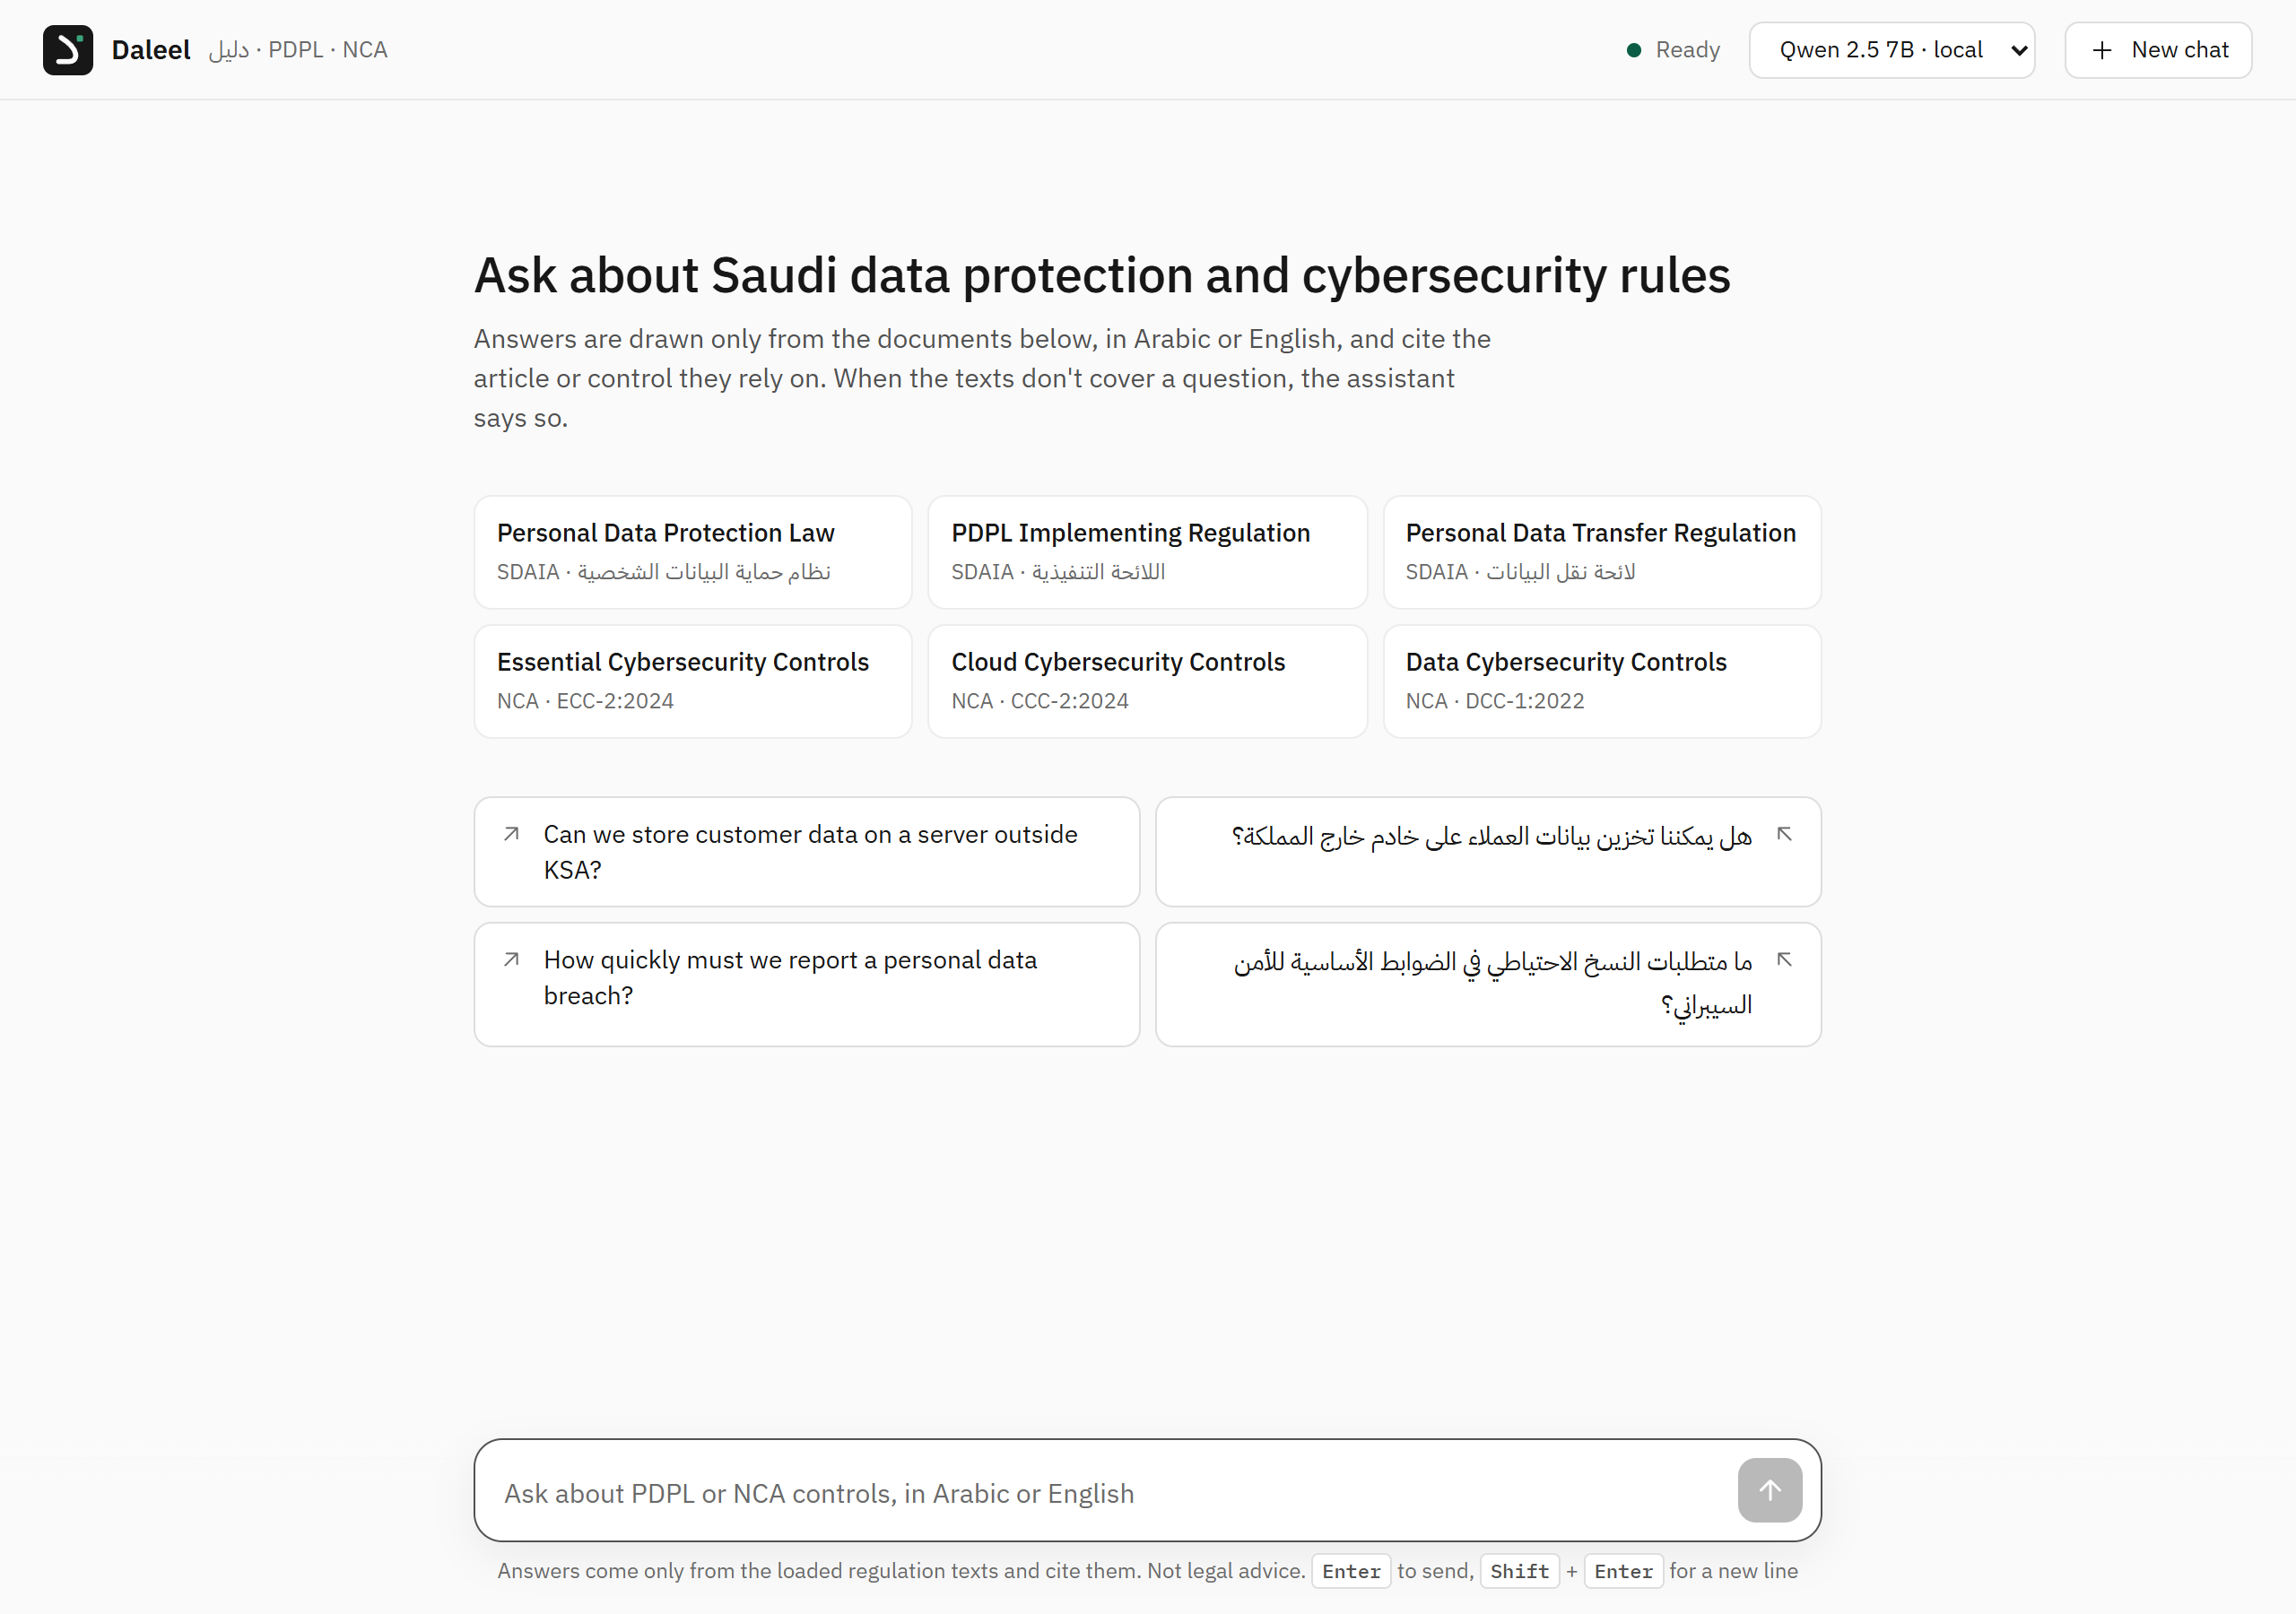 Daleel دليل · PDPL · NCA
Ready
Qwen 2.5 7B · local
New chat
Ask about Saudi data protection and cybersecurity rules
Answers are drawn only from the documents below, in Arabic or English, and cite the
article or control they rely on. When the texts don't cover a question, the assistant
says so.
Personal Data Protection Law
SDAIA · نظام حماية البيانات الشخصية
PDPL Implementing Regulation
SDAIA · اللائحة التنفيذية
Personal Data Transfer Regulation
SDAIA · لائحة نقل البيانات
Essential Cybersecurity Controls
NCA · ECC-2:2024
Cloud Cybersecurity Controls
NCA · CCC-2:2024
Data Cybersecurity Controls
NCA · DCC-1:2022
Can we store customer data on a server outside
KSA?
هل يمكننا تخزين بيانات العملاء على خادم خارج المملكة؟
How quickly must we report a personal data
breach?
ما متطلبات النسخ الاحتياطي في الضوابط الأساسية للأمن
السيبراني؟
Ask about PDPL or NCA controls, in Arabic or English
Answers come only from the loaded regulation texts and cite them. Not legal advice. Enter to send, Shift + Enter for a new line